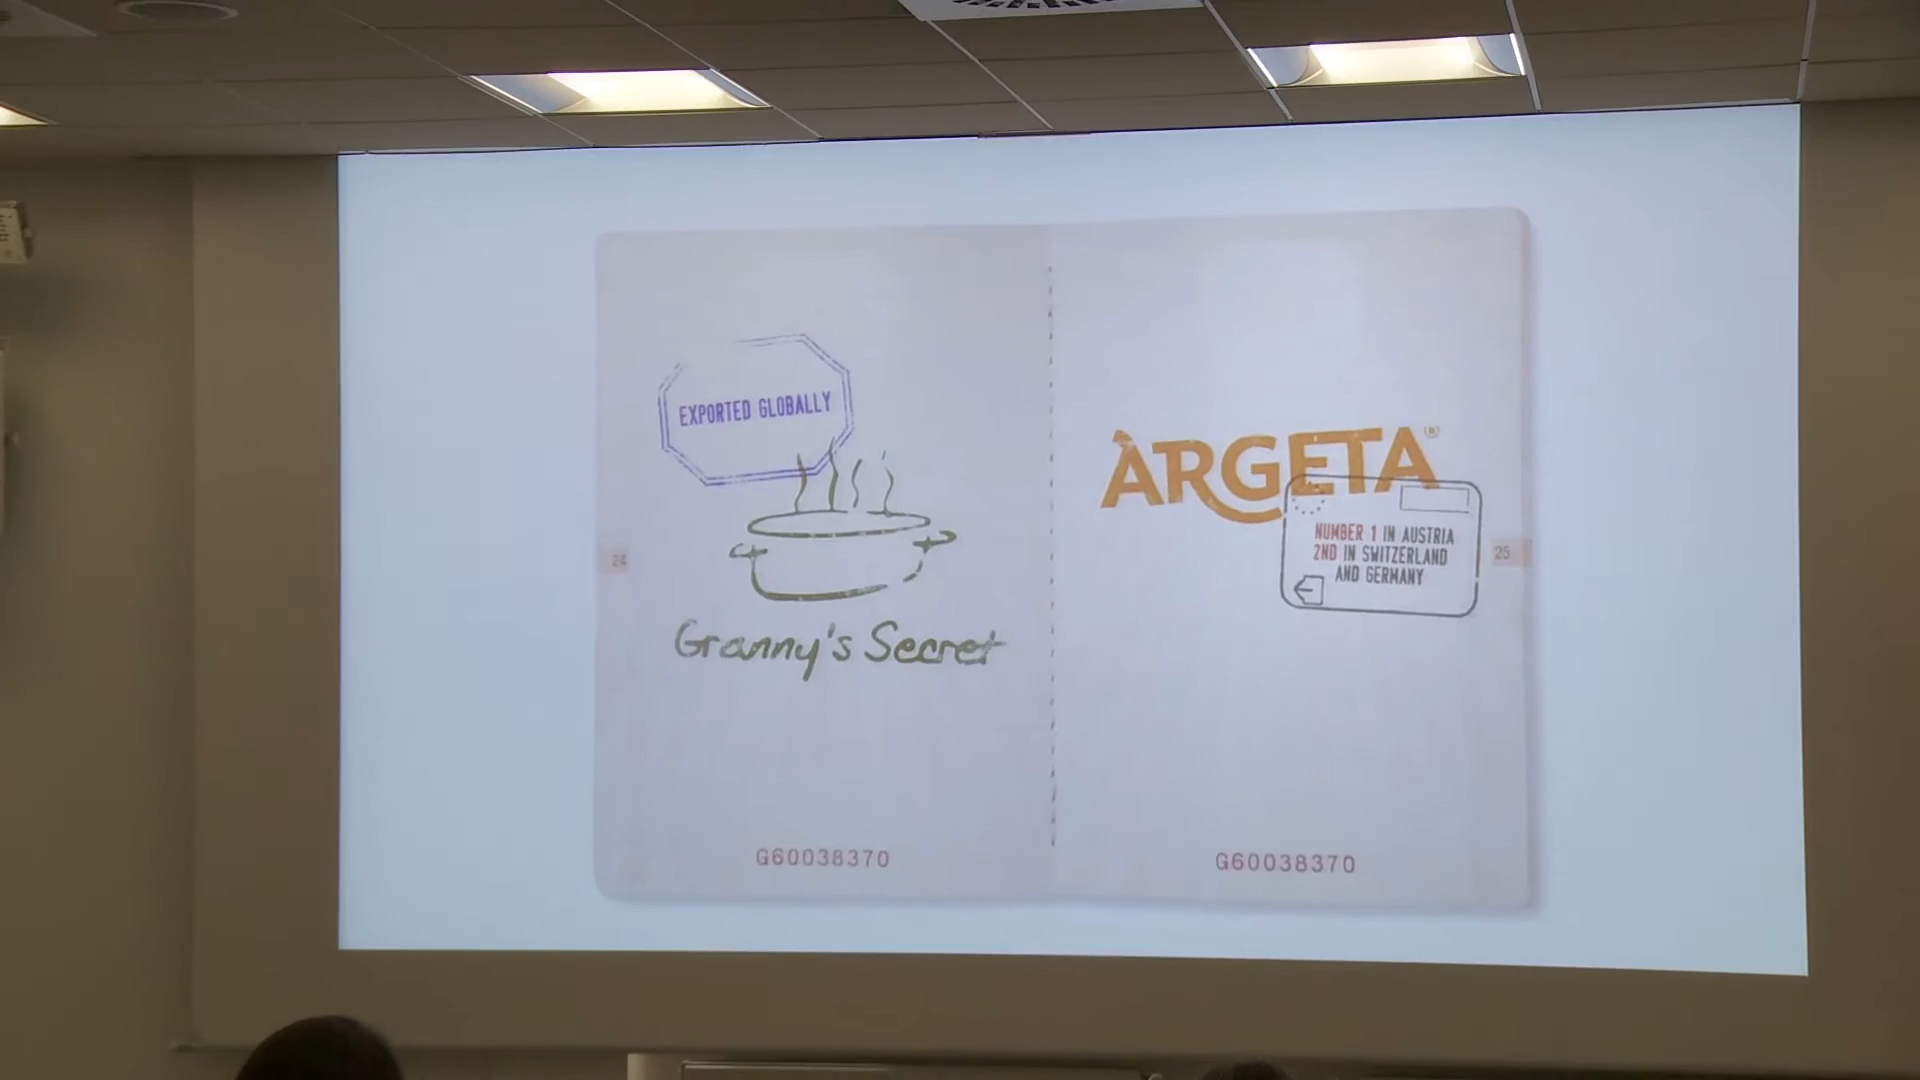 EXPORTED GLOBALLY
24
Granny's Secret
G60038370
ARGETA®
NUMBER 1 IN AUSTRIA
2ND IN SWITZERLAND
AND GERMANY
25
G60038370